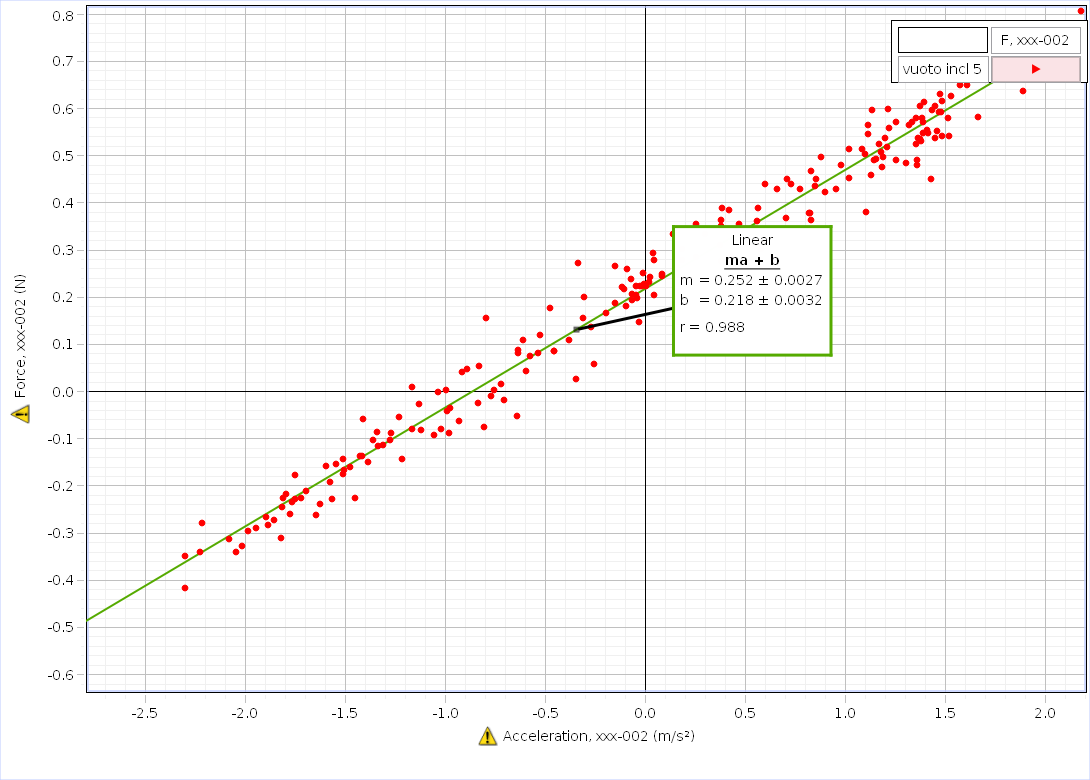 0.8
0.7
0.6
0.5
0.4
0.3
0.2
0.1
0.0
-0.1
-0.2
-0.3
-0.4
-0.5
-0.6
Force, xxx-002 (N)
F, xxx-002
vuoto incl 5
Linear
ma + b
m = 0.252 ± 0.0027
b = 0.218 ± 0.0032
r = 0.988
-2.5 -2.0 -1.5 -1.0 -0.5 0.0 0.5 1.0 1.5 2.0
Acceleration, xxx-002 (m/s²)